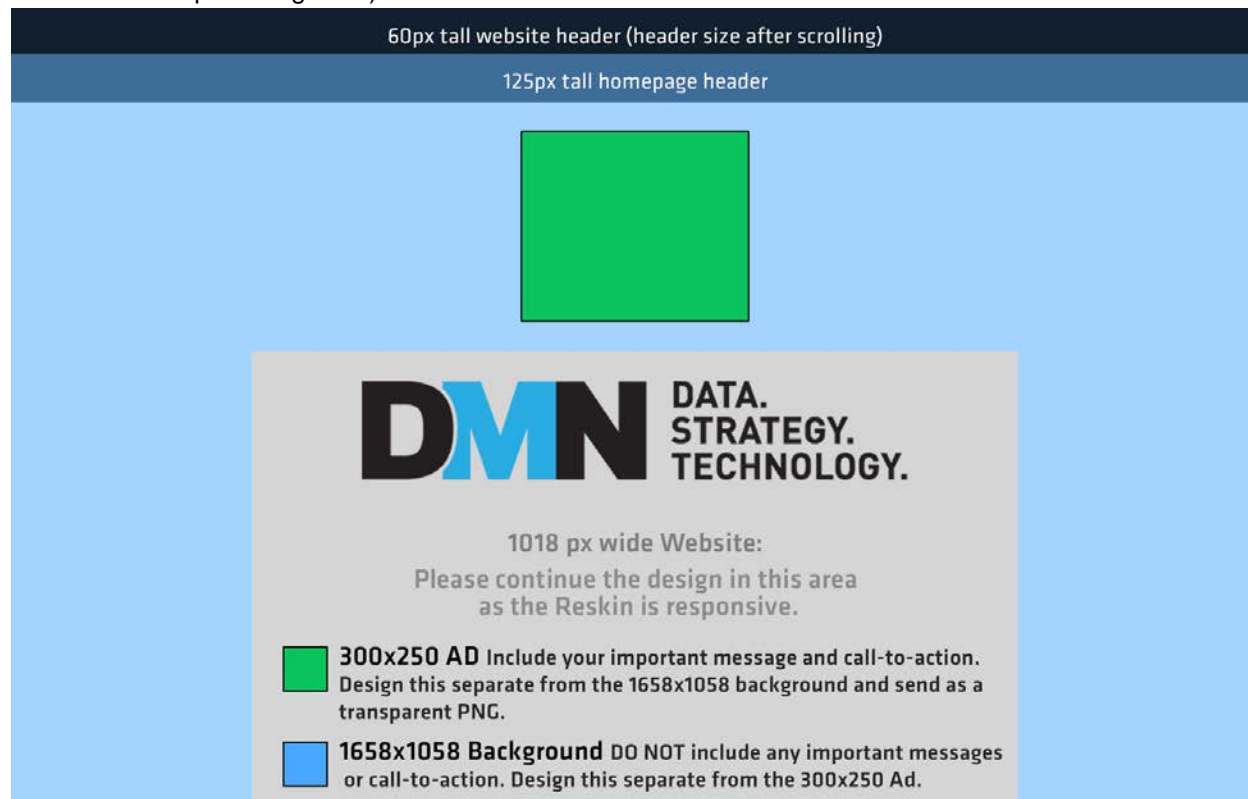 60px tall website header (header size after scrolling)
125px tall homepage header
DMN
DATA.
STRATEGY.
TECHNOLOGY.
1018 px wide Website:
Please continue the design in this area
as the Reskin is responsive.
300x250 AD Include your important message and call-to-action.
Design this separate from the 1658x1058 background and send as a
transparent PNG.
1658x1058 Background DO NOT include any important messages
or call-to-action. Design this separate from the 300x250 Ad.